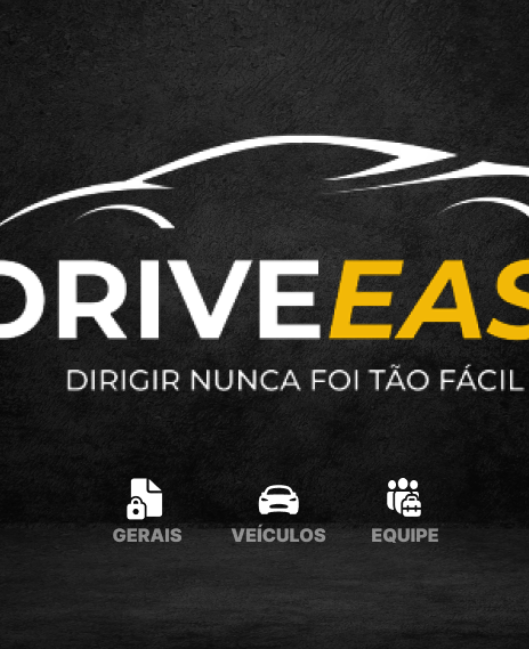 DRIVEEAS
DIRIGIR NUNCA FOI TÃO FÁCIL
GERAIS VEÍCULOS EQUIPE